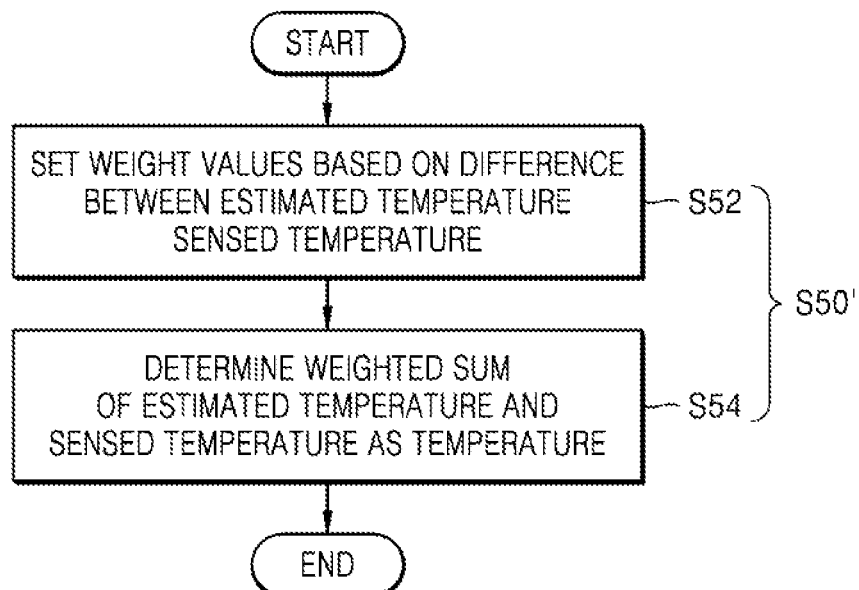 START
SET WEIGHT VALUES BASED ON DIFFERENCE
BETWEEN ESTIMATED TEMPERATURE
SENSED TEMPERATURE
S52
S50'
DETERMINE WEIGHTED SUM
OF ESTIMATED TEMPERATURE AND
SENSED TEMPERATURE AS TEMPERATURE
S54
END